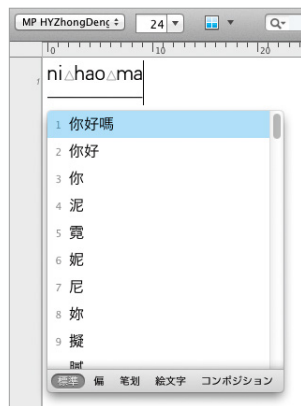 MP HYZhongDeng 24 Q
0 10 20
1 ni△hao△ma
1 你好嗎
2 你好
3 你
4 泥
5 霓
6 妮
7 尼
8 妳
9 擬
標準 偏 笔划 絵文字 コンポジション